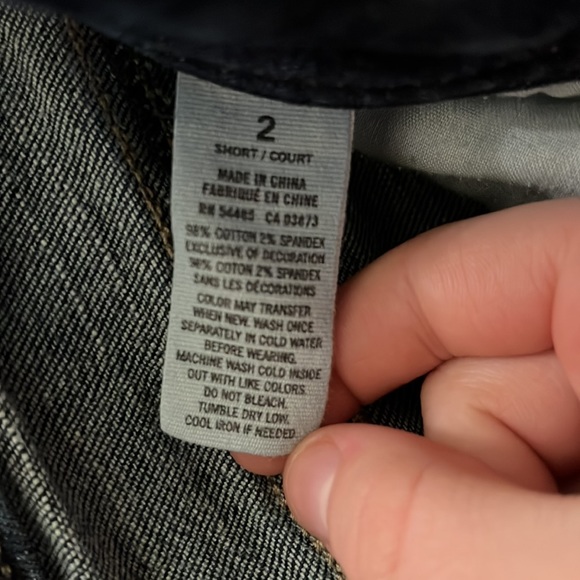 2
SHORT / COURT
MADE IN CHINA
FABRIQUÉ EN CHINE
RN 54485 CA 03873
98% COTTON 2% SPANDEX
EXCLUSIVE OF DECORATION
98% COTON 2% SPANDEX
SANS LES DÉCORATIONS
COLOR MAY TRANSFER
WHEN NEW. WASH ONCE
SEPARATELY IN COLD WATER
BEFORE WEARING.
MACHINE WASH COLD INSIDE
OUT WITH LIKE COLORS.
DO NOT BLEACH.
TUMBLE DRY LOW.
COOL IRON IF NEEDED.